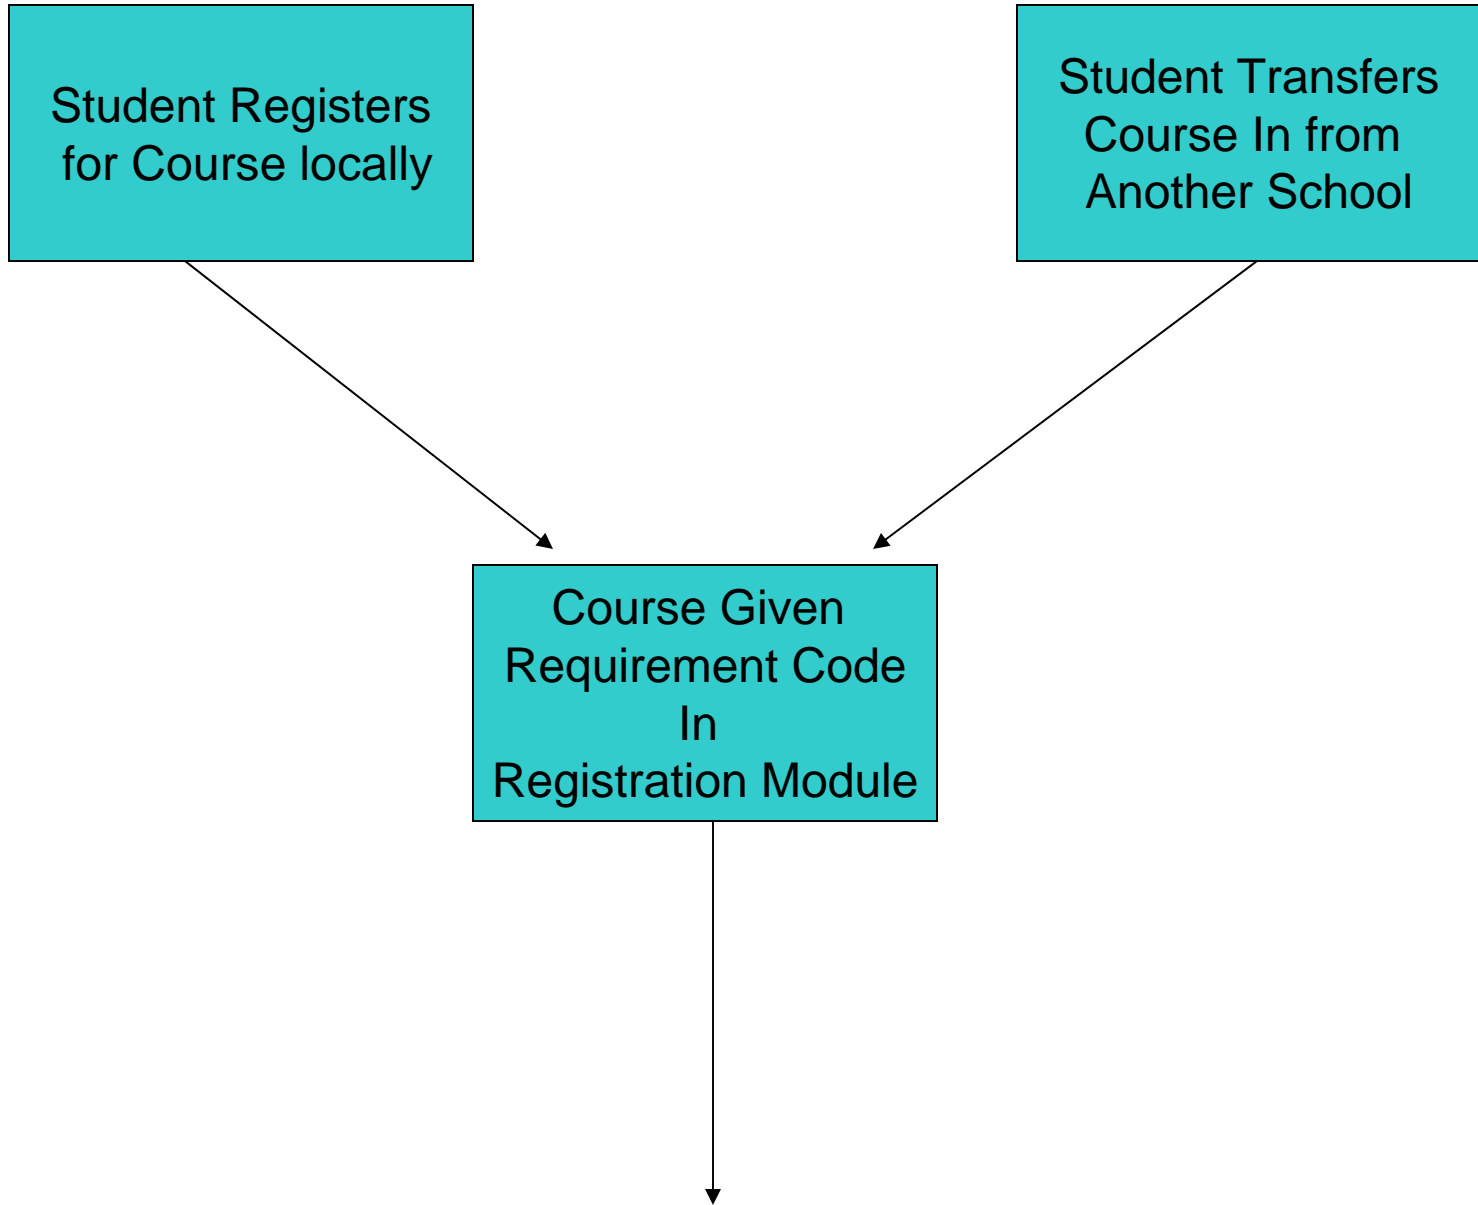 Student Registers
for Course locally
Student Transfers
Course In from
Another School
Course Given
Requirement Code
In
Registration Module